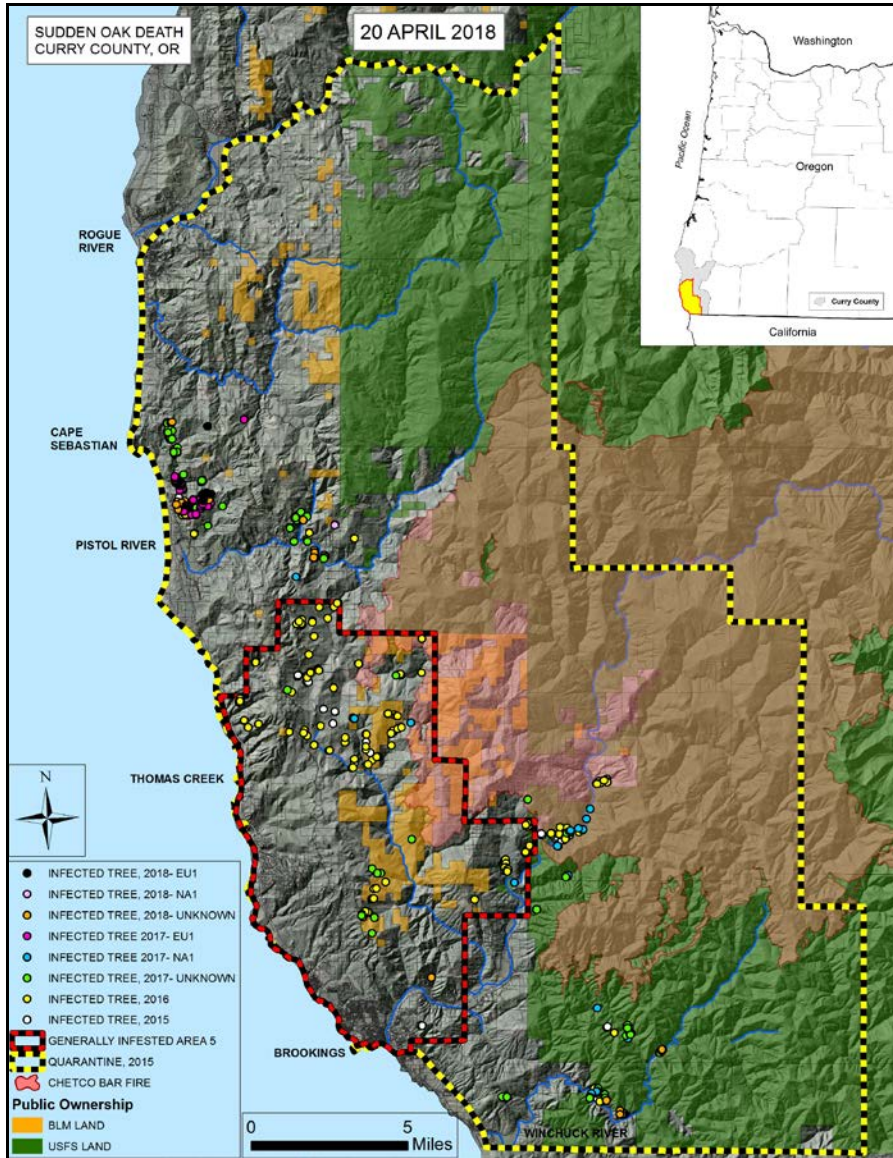 SUDDEN OAK DEATH
CURRY COUNTY, OR
20 APRIL 2018
Washington
Pacific Ocean
Oregon
Curry County
California
ROGUE
RIVER
CAPE
SEBASTIAN
PISTOL RIVER
THOMAS CREEK
N
INFECTED TREE, 2018- EU1
INFECTED TREE, 2018- NA1
INFECTED TREE, 2018- UNKNOWN
INFECTED TREE 2017- EU1
INFECTED TREE 2017- NA1
INFECTED TREE, 2017- UNKNOWN
INFECTED TREE, 2016
INFECTED TREE, 2015
GENERALLY INFESTED AREA 5
QUARANTINE, 2015
CHETCO BAR FIRE
Public Ownership
BLM LAND
USFS LAND
BROOKINGS
0 5
Miles
WINCHUCK RIVER